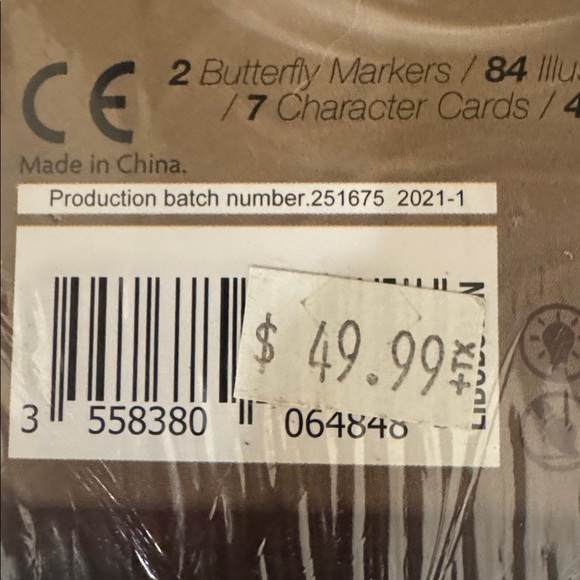 CE
2 Butterfly Markers / 84
/ 7 Character Cards / 4
Made in China.
Production batch number.251675 2021-1
$ 49.99 +TX
3 558380 064848